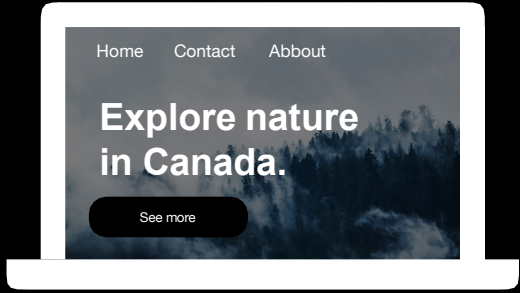 Home Contact Abbout
Explore nature
in Canada.
See more